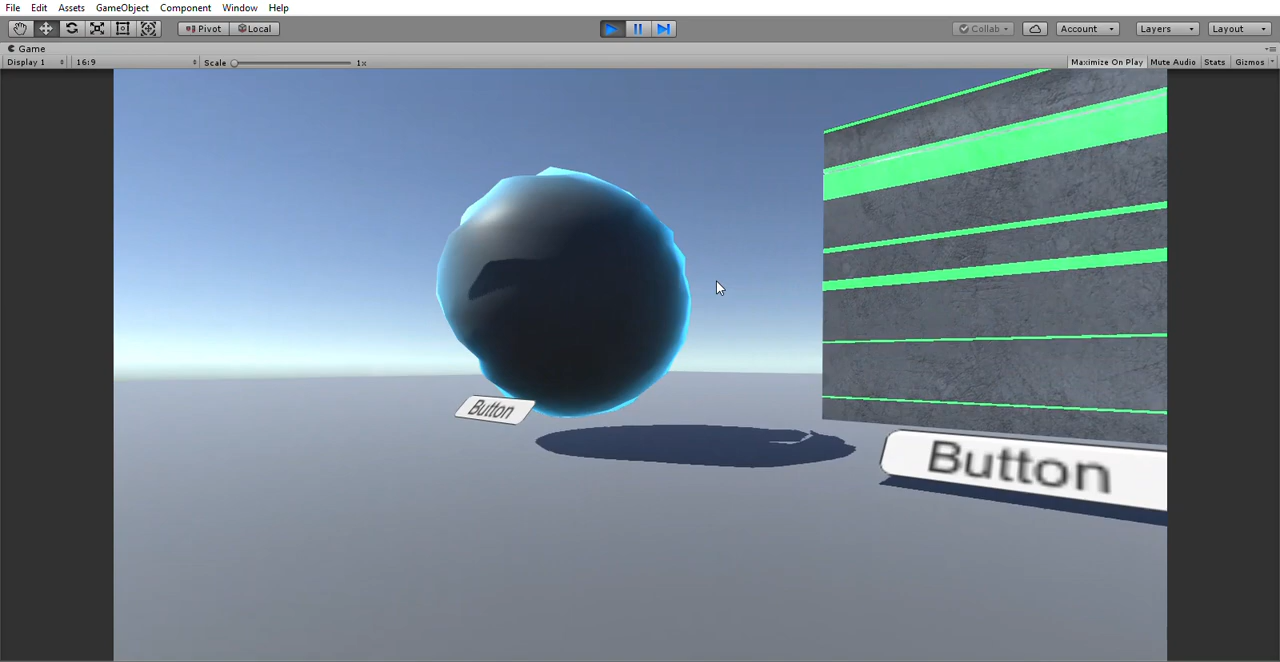 File Edit Assets GameObject Component Window Help
Pivot Local Collab Account Layers Layout
Game
Display 1 16:9 Scale 1x Maximize On Play Mute Audio Stats Gizmos
Button
Button